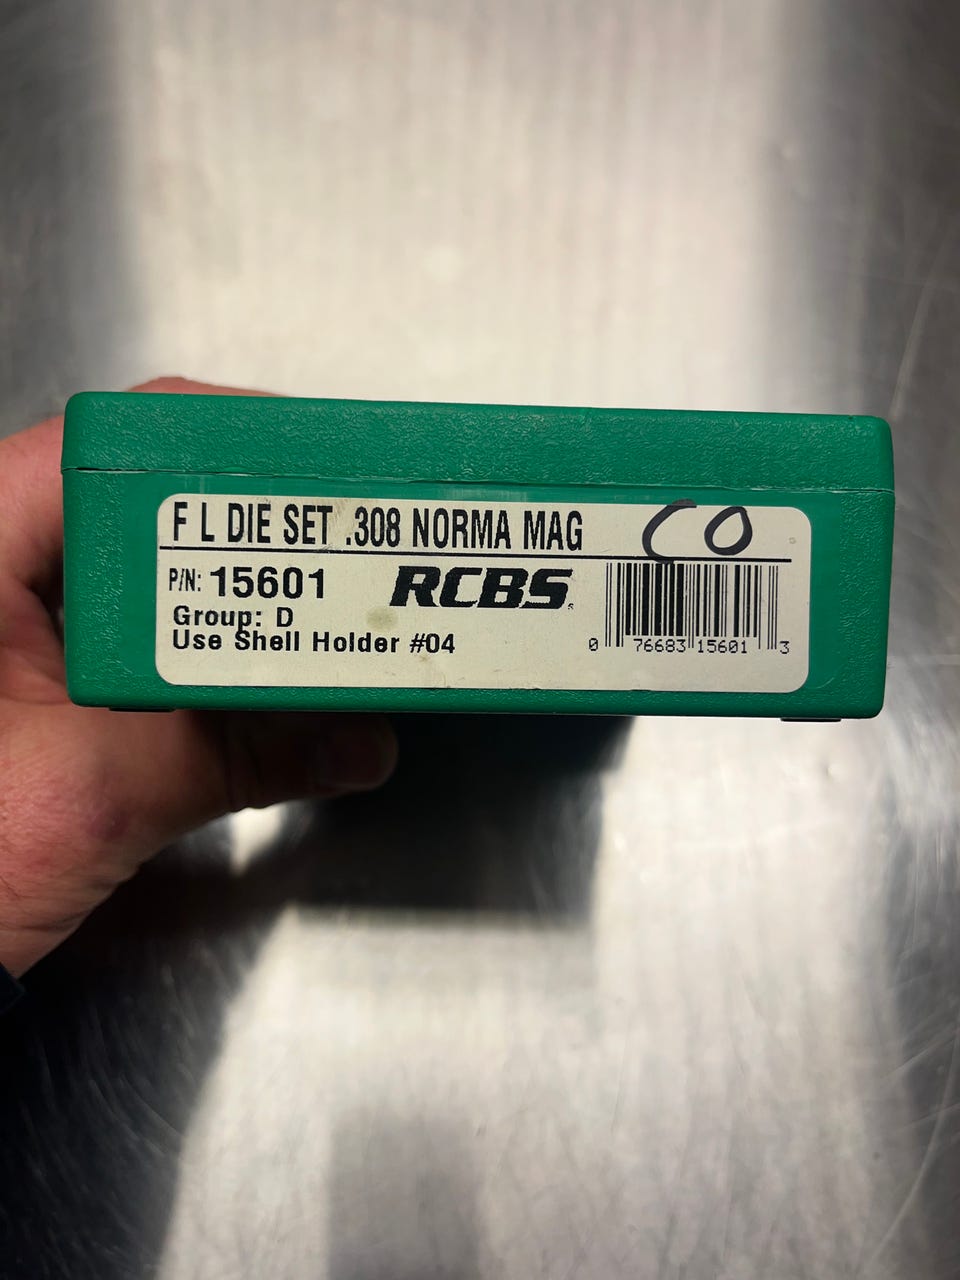 F L DIE SET .308 NORMA MAG CO
P/N: 15601 RCBS
Group: D
Use Shell Holder #04
0 76683 15601 3